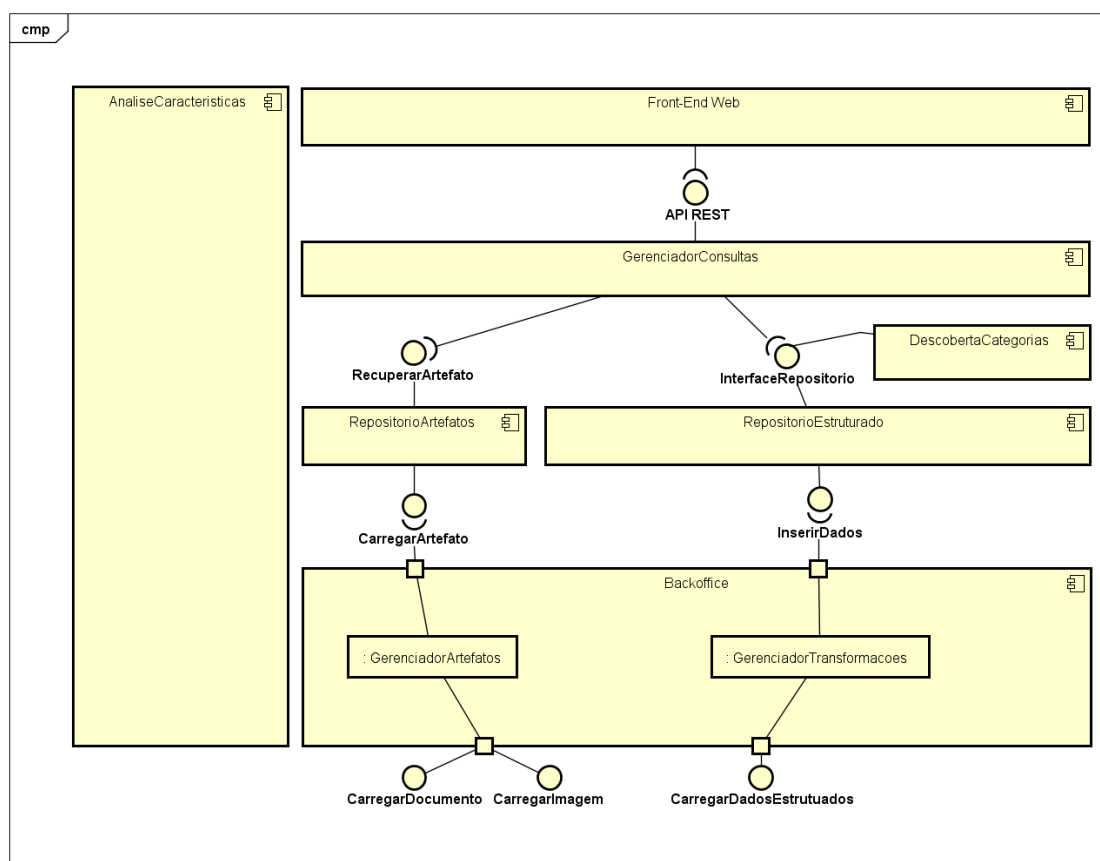 cmp
AnaliseCaracteristicas
Front-End Web
API REST
GerenciadorConsultas
DescobertaCategorias
RecuperarArtefato
InterfaceRepositorio
RepositorioArtefatos
RepositorioEstruturado
CarregarArtefato
InserirDados
Backoffice
: GerenciadorArtefatos
: GerenciadorTransformacoes
CarregarDocumento
CarregarImagem
CarregarDadosEstrutuados